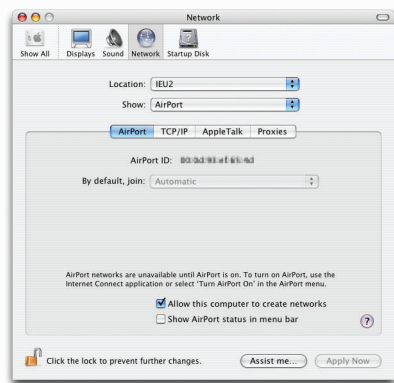 Network
Show All Displays Sound Network Startup Disk
Location: IEU2
Show: AirPort
AirPort TCP/IP AppleTalk Proxies
AirPort ID:
By default, join: Automatic
AirPort networks are unavailable until AirPort is on. To turn on AirPort, use the
Internet Connect application or select 'Turn AirPort On' in the AirPort menu.
Allow this computer to create networks
Show AirPort status in menu bar
?
Click the lock to prevent further changes. Assist me... Apply Now